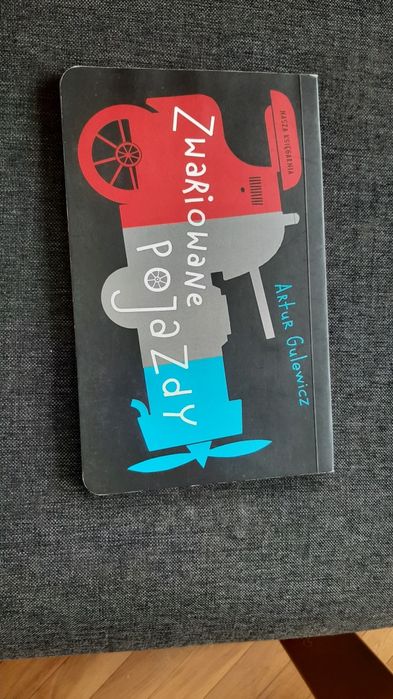 NASZA KSIĘGARNIA
Artur Gulewicz
Zwariowane
pojazdy